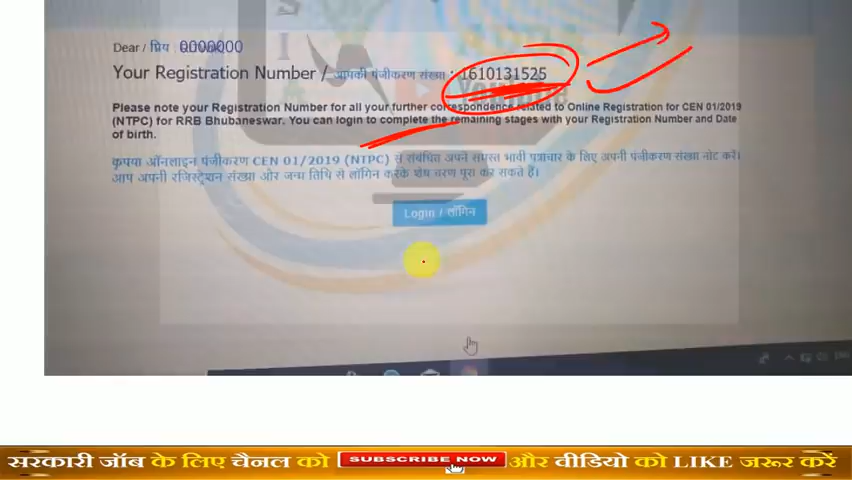 Dear / प्रिय :
Your Registration Number / आपकी पंजीकरण संख्या : 1610131525
Please note your Registration Number for all your further correspondence related to Online Registration for CEN 01/2019
(NTPC) for RRB Bhubaneswar. You can login to complete the remaining stages with your Registration Number and Date
of birth.
कृपया ऑनलाइन पंजीकरण CEN 01/2019 (NTPC) से संबंधित अपने समस्त भावी पत्राचार के लिए अपनी पंजीकरण संख्या नोट करें।
आप अपनी रजिस्ट्रेशन संख्या और जन्म तिथि से लॉगिन करके शेष चरण पूरा कर सकते हैं।
Login / लॉगिन
सरकारी जॉब के लिए चैनल को SUBSCRIBE NOW और वीडियो को LIKE जरूर करें